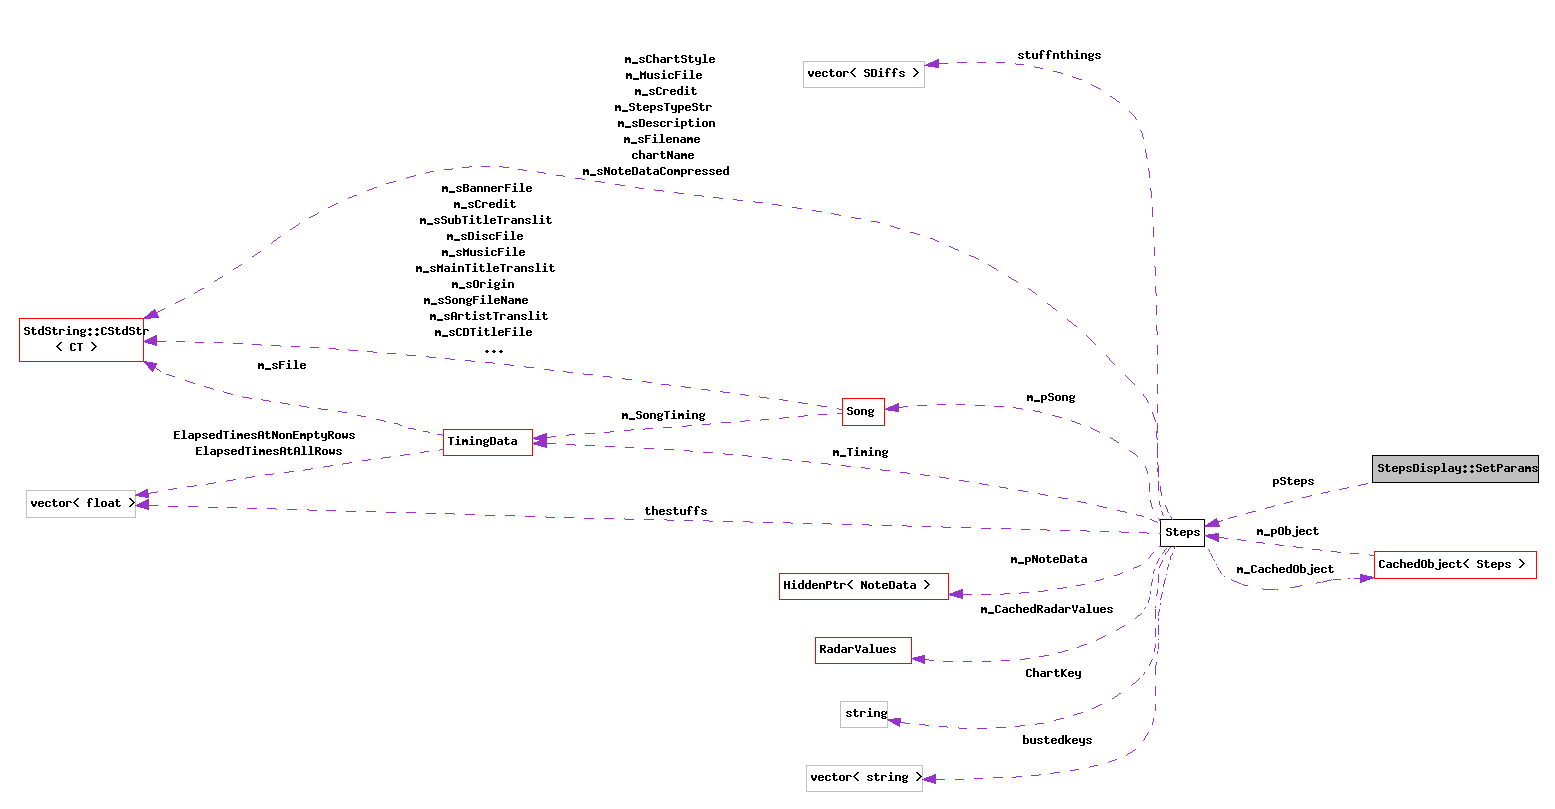 stuffnthings
vector< SDiffs >
m_sChartStyle
m_MusicFile
m_sCredit
m_StepsTypeStr
m_sDescription
m_sFilename
chartName
m_sNoteDataCompressed
m_sBannerFile
m_sCredit
m_sSubTitleTranslit
m_sDiscFile
m_sMusicFile
m_sMainTitleTranslit
m_sOrigin
m_sSongFileName
m_sArtistTranslit
m_sCDTitleFile
...
StdString::CStdStr
< CT >
m_sFile
m_pSong
Song
m_SongTiming
TimingData
ElapsedTimesAtNonEmptyRows
ElapsedTimesAtAllRows
m_Timing
StepsDisplay::SetParams
pSteps
vector< float >
thestuffs
Steps
m_pObject
m_pNoteData
m_CachedObject
CachedObject< Steps >
HiddenPtr< NoteData >
m_CachedRadarValues
RadarValues
ChartKey
string
bustedkeys
vector< string >